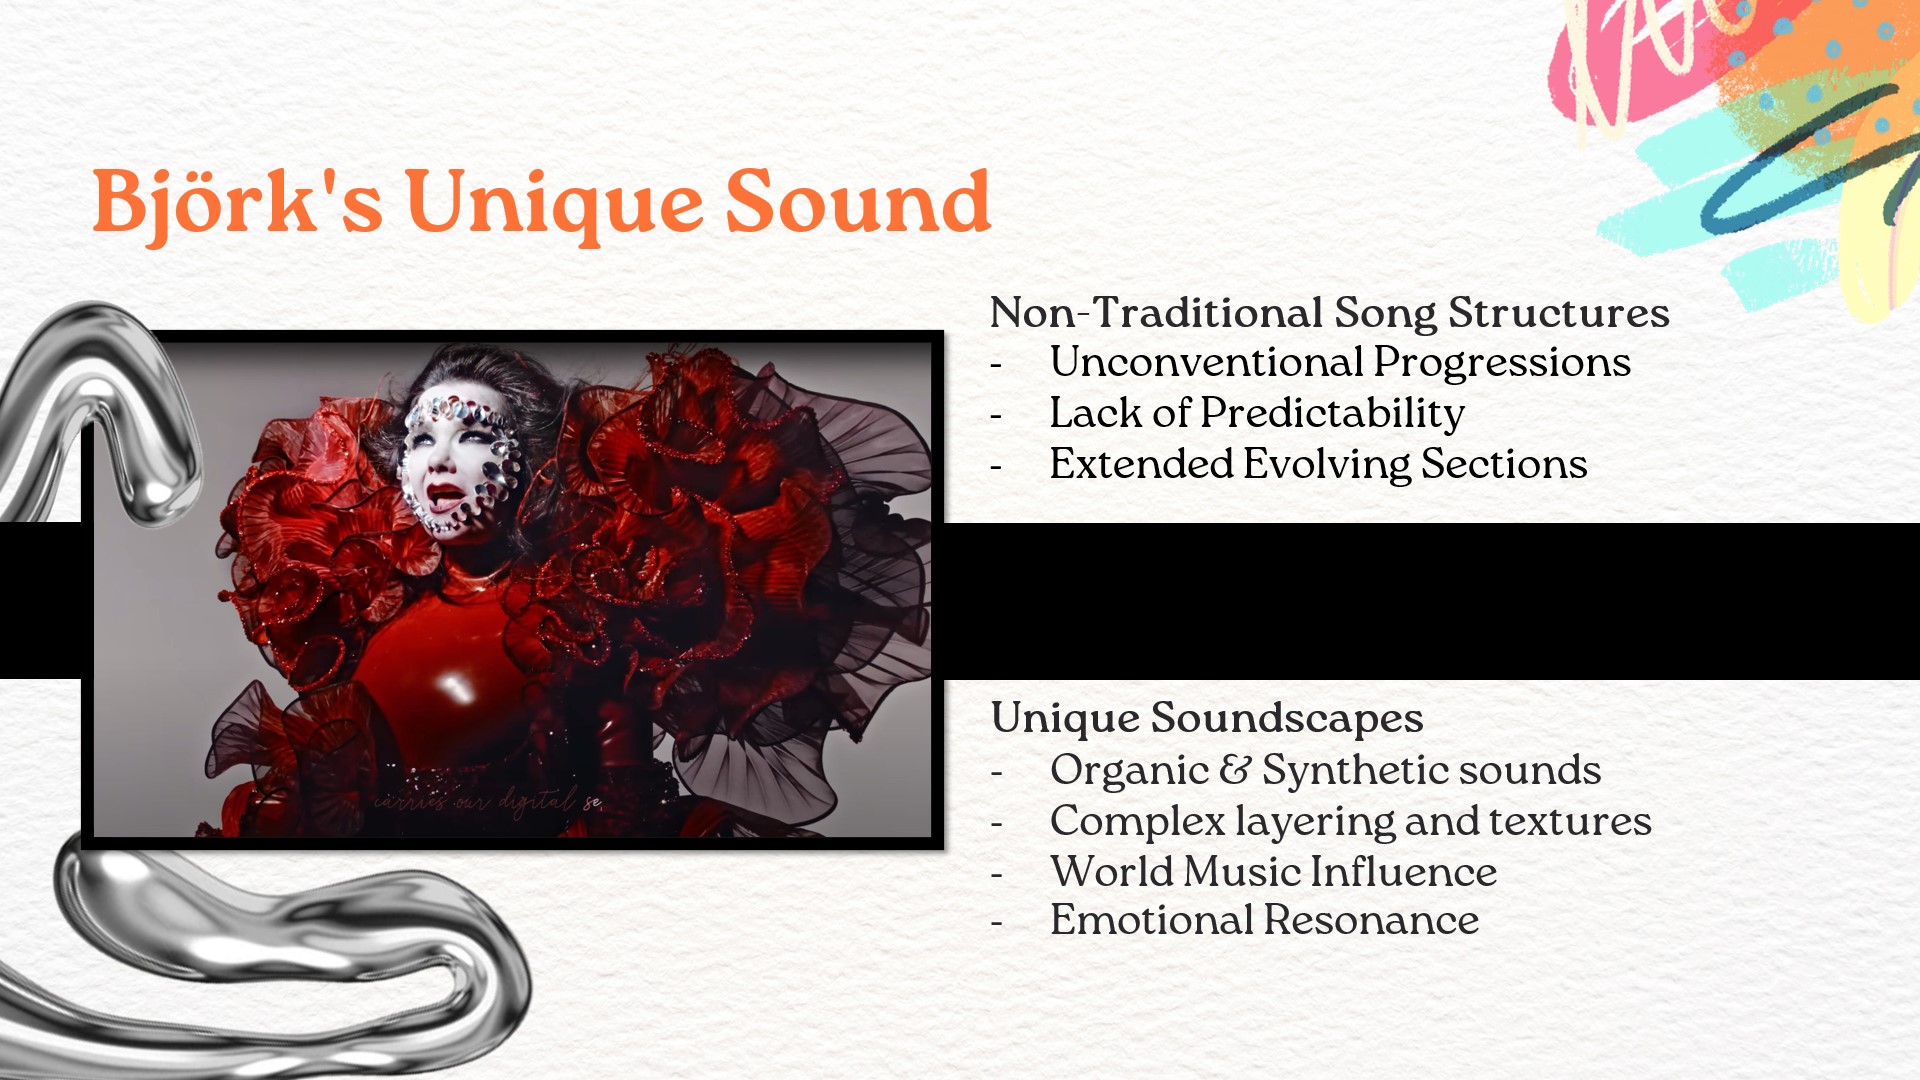 Björk's Unique Sound
Non-Traditional Song Structures
- Unconventional Progressions
- Lack of Predictability
- Extended Evolving Sections
carries our digital se
Unique Soundscapes
- Organic & Synthetic sounds
- Complex layering and textures
- World Music Influence
- Emotional Resonance